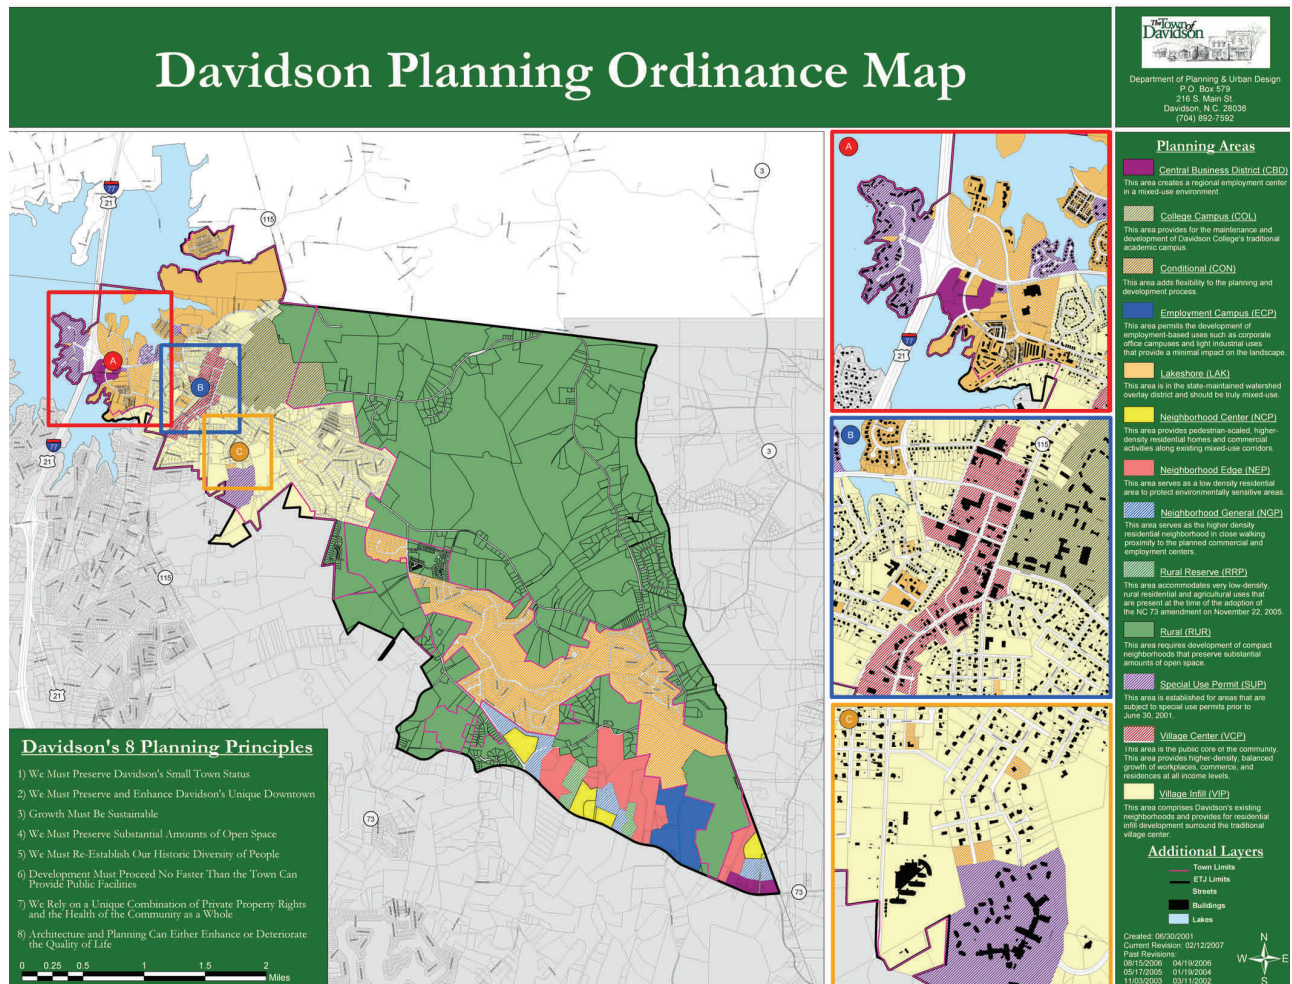 Davidson Planning Ordinance Map
The Town of
Davidson
Department of Planning & Urban Design
P.O. Box 579
216 S. Main St.
Davidson, N.C. 28036
(704) 892-7592
77
21
115
3
3
A
B
C
77
21
115
21
73
73
A
77
21
B
115
C
Planning Areas
Central Business District (CBD)
This area creates a regional employment center
in a mixed-use environment.
College Campus (COL)
This area provides for the maintenance and
development of Davidson College's traditional
academic campus.
Conditional (CON)
This area adds flexibility to the planning and
development process.
Employment Campus (ECP)
This area permits the development of
employment-based uses such as corporate
office campuses and light industrial uses
that provide a minimal impact on the landscape.
Lakeshore (LAK)
This area is in the state-maintained watershed
overlay district and should be truly mixed-use.
Neighborhood Center (NCP)
This area provides pedestrian-scaled, higher-
density residential homes and commercial
activities along existing mixed-use corridors.
Neighborhood Edge (NEP)
This area serves as a low density residential
area to protect environmentally sensitive areas.
Neighborhood General (NGP)
This area serves as the higher density
residential neighborhood in close walking
proximity to the planned commercial and
employment centers.
Rural Reserve (RRP)
This area accommodates very low-density,
rural residential and agricultural uses that
are present at the time of the adoption of
the NC 73 amendment on November 22, 2005.
Rural (RUR)
This area requires development of compact
neighborhoods that preserve substantial
amounts of open space.
Special Use Permit (SUP)
This area is established for areas that are
subject to special use permits prior to
June 30, 2001.
Village Center (VCP)
This area is the public core of the community.
This area provides higher-density, balanced
growth of workplaces, commerce, and
residences at all income levels.
Village Infill (VIP)
This area comprises Davidson's existing
neighborhoods and provides for residential
infill development surround the traditional
village center.
Additional Layers
Town Limits
ETJ Limits
Streets
Buildings
Lakes
Created: 06/30/2001
Current Revision: 02/12/2007
Past Revisions:
08/15/2006 04/19/2006
05/17/2005 01/19/2004
11/03/2003 03/11/2002
N
W E
S
Davidson's 8 Planning Principles
1) We Must Preserve Davidson's Small Town Status
2) We Must Preserve and Enhance Davidson's Unique Downtown
3) Growth Must Be Sustainable
4) We Must Preserve Substantial Amounts of Open Space
5) We Must Re-Establish Our Historic Diversity of People
6) Development Must Proceed No Faster Than the Town Can
Provide Public Facilities
7) We Rely on a Unique Combination of Private Property Rights
and the Health of the Community as a Whole
8) Architecture and Planning Can Either Enhance or Deteriorate
the Quality of Life
0 0.25 0.5 1 1.5 2
Miles